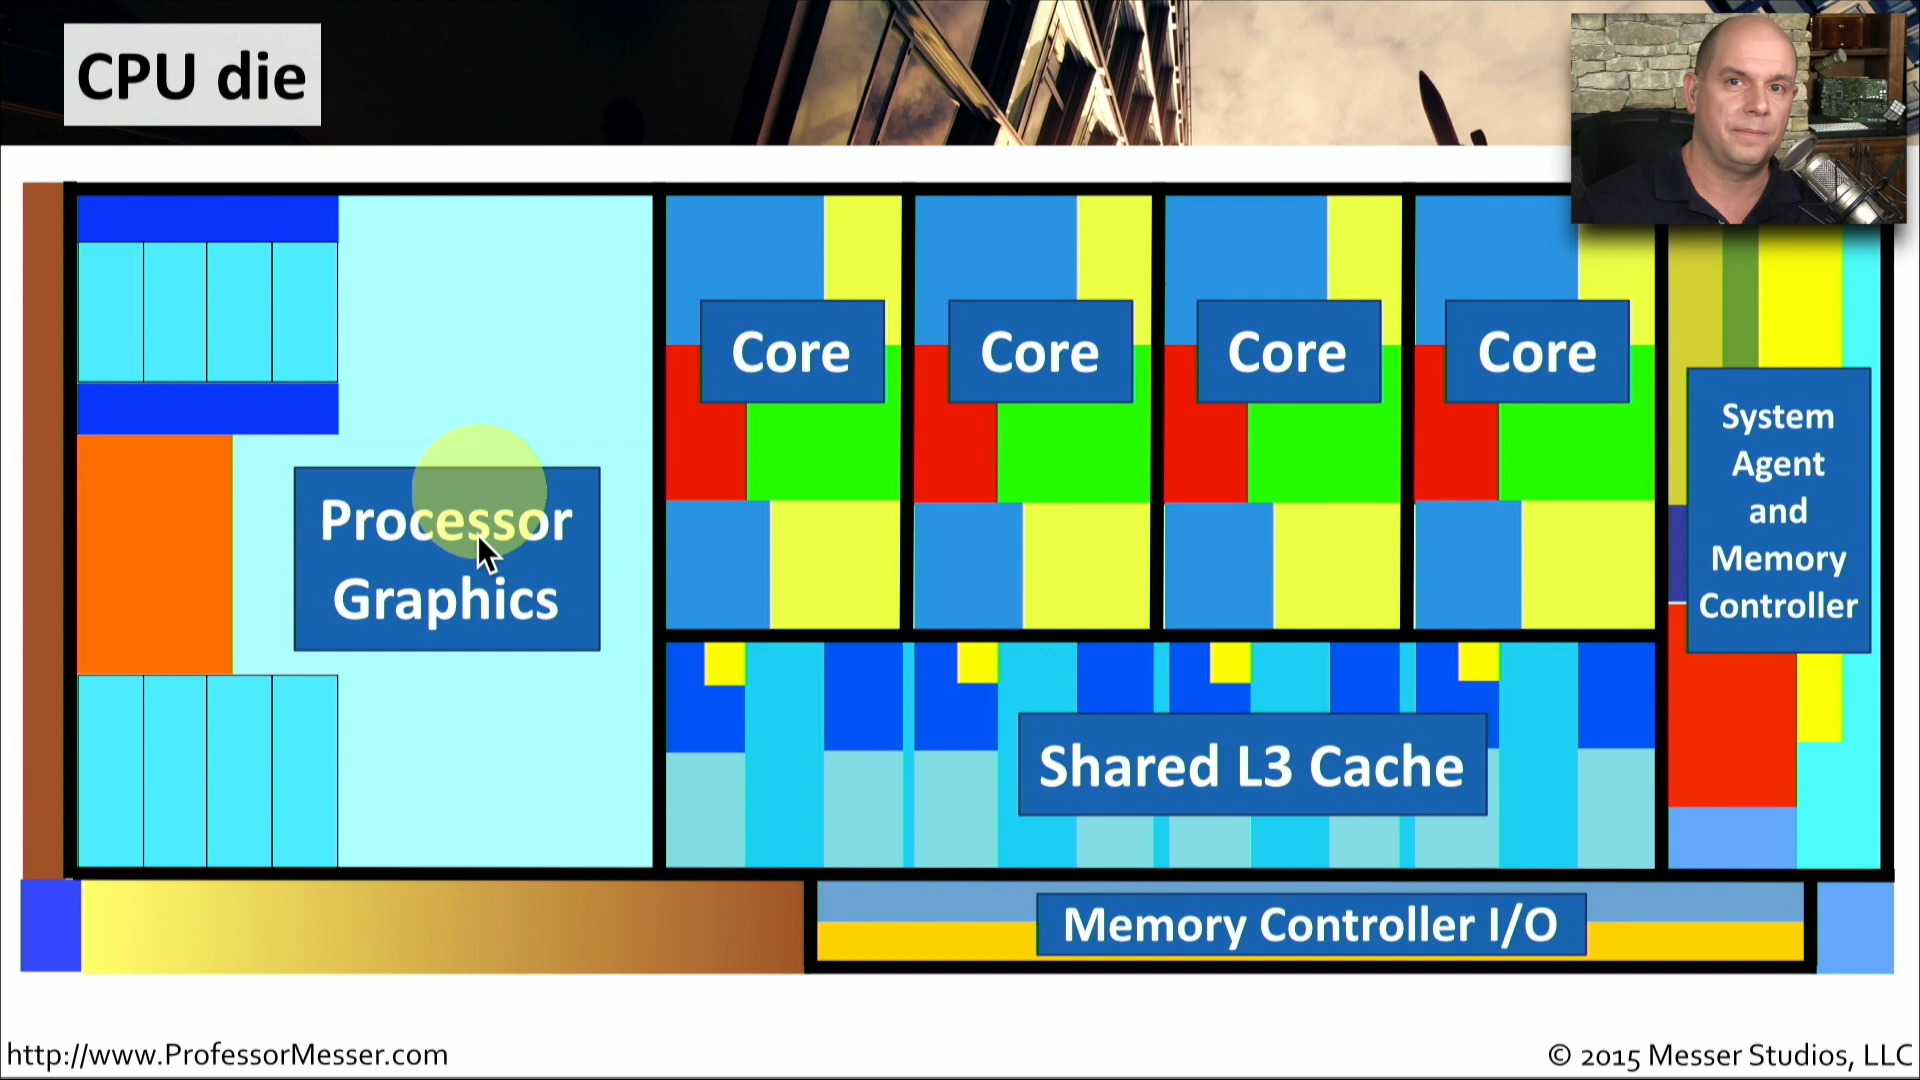 CPU die
Core
Core
Core
Core
System
Agent
and
Memory
Controller
Processor
Graphics
Shared L3 Cache
Memory Controller I/O
http://www.ProfessorMesser.com
© 2015 Messer Studios, LLC